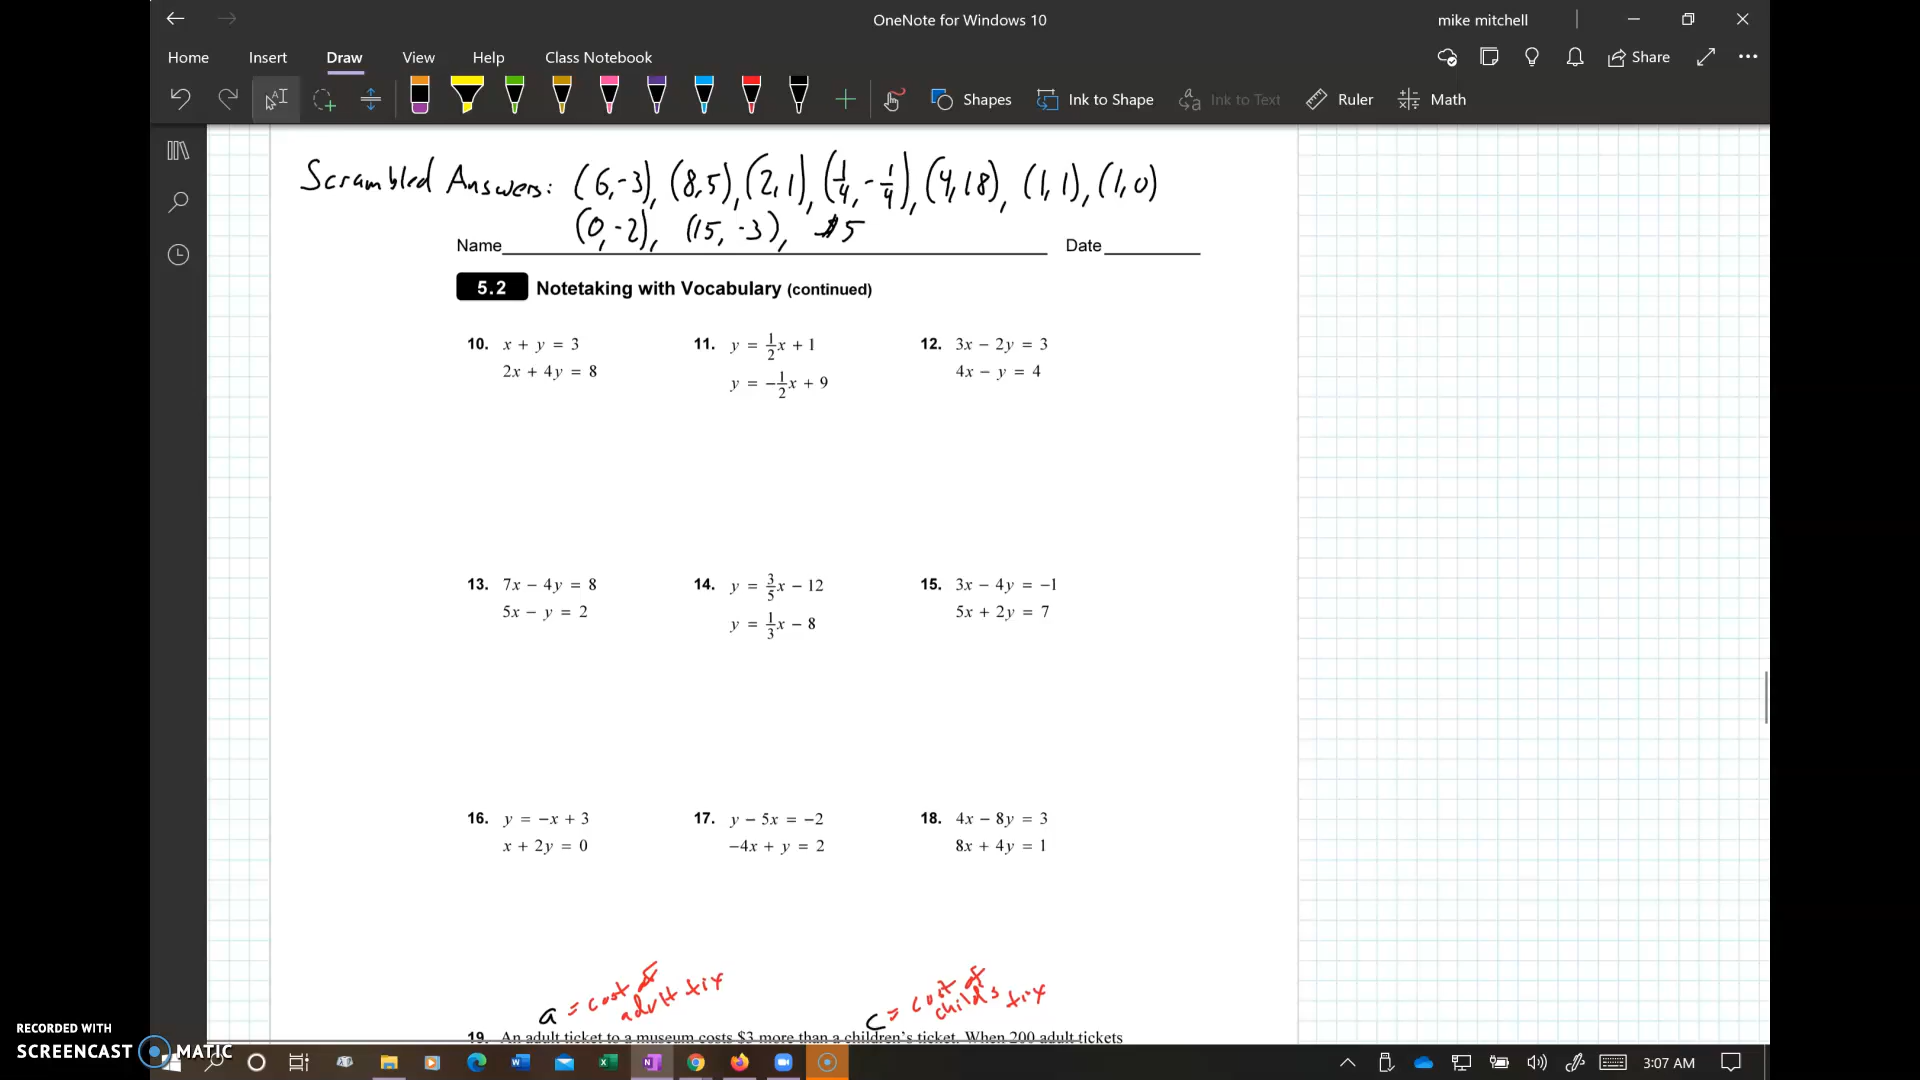 OneNote for Windows 10
mike mitchell
Home Insert Draw View Help Class Notebook
Share
Shapes Ink to Shape Ink to Text Ruler Math
Scrambled Answers: (6,-3), (8,5), (2,1), (1/4, -1/4), (4,18), (1,1), (1,0)
(0,-2), (15,-3), $5
Name Date
5.2 Notetaking with Vocabulary (continued)
10. x + y = 3 11. y = 1/2x + 1 12. 3x − 2y = 3
2x + 4y = 8 y = −1/2x + 9 4x − y = 4
13. 7x − 4y = 8 14. y = 3/5x − 12 15. 3x − 4y = −1
5x − y = 2 y = 1/3x − 8 5x + 2y = 7
16. y = −x + 3 17. y − 5x = −2 18. 4x − 8y = 3
x + 2y = 0 −4x + y = 2 8x + 4y = 1
a = cost of adult tix c = cost of child's tix
19. An adult ticket to a museum costs $3 more than a children's ticket. When 200 adult tickets
RECORDED WITH
SCREENCAST MATIC
3:07 AM